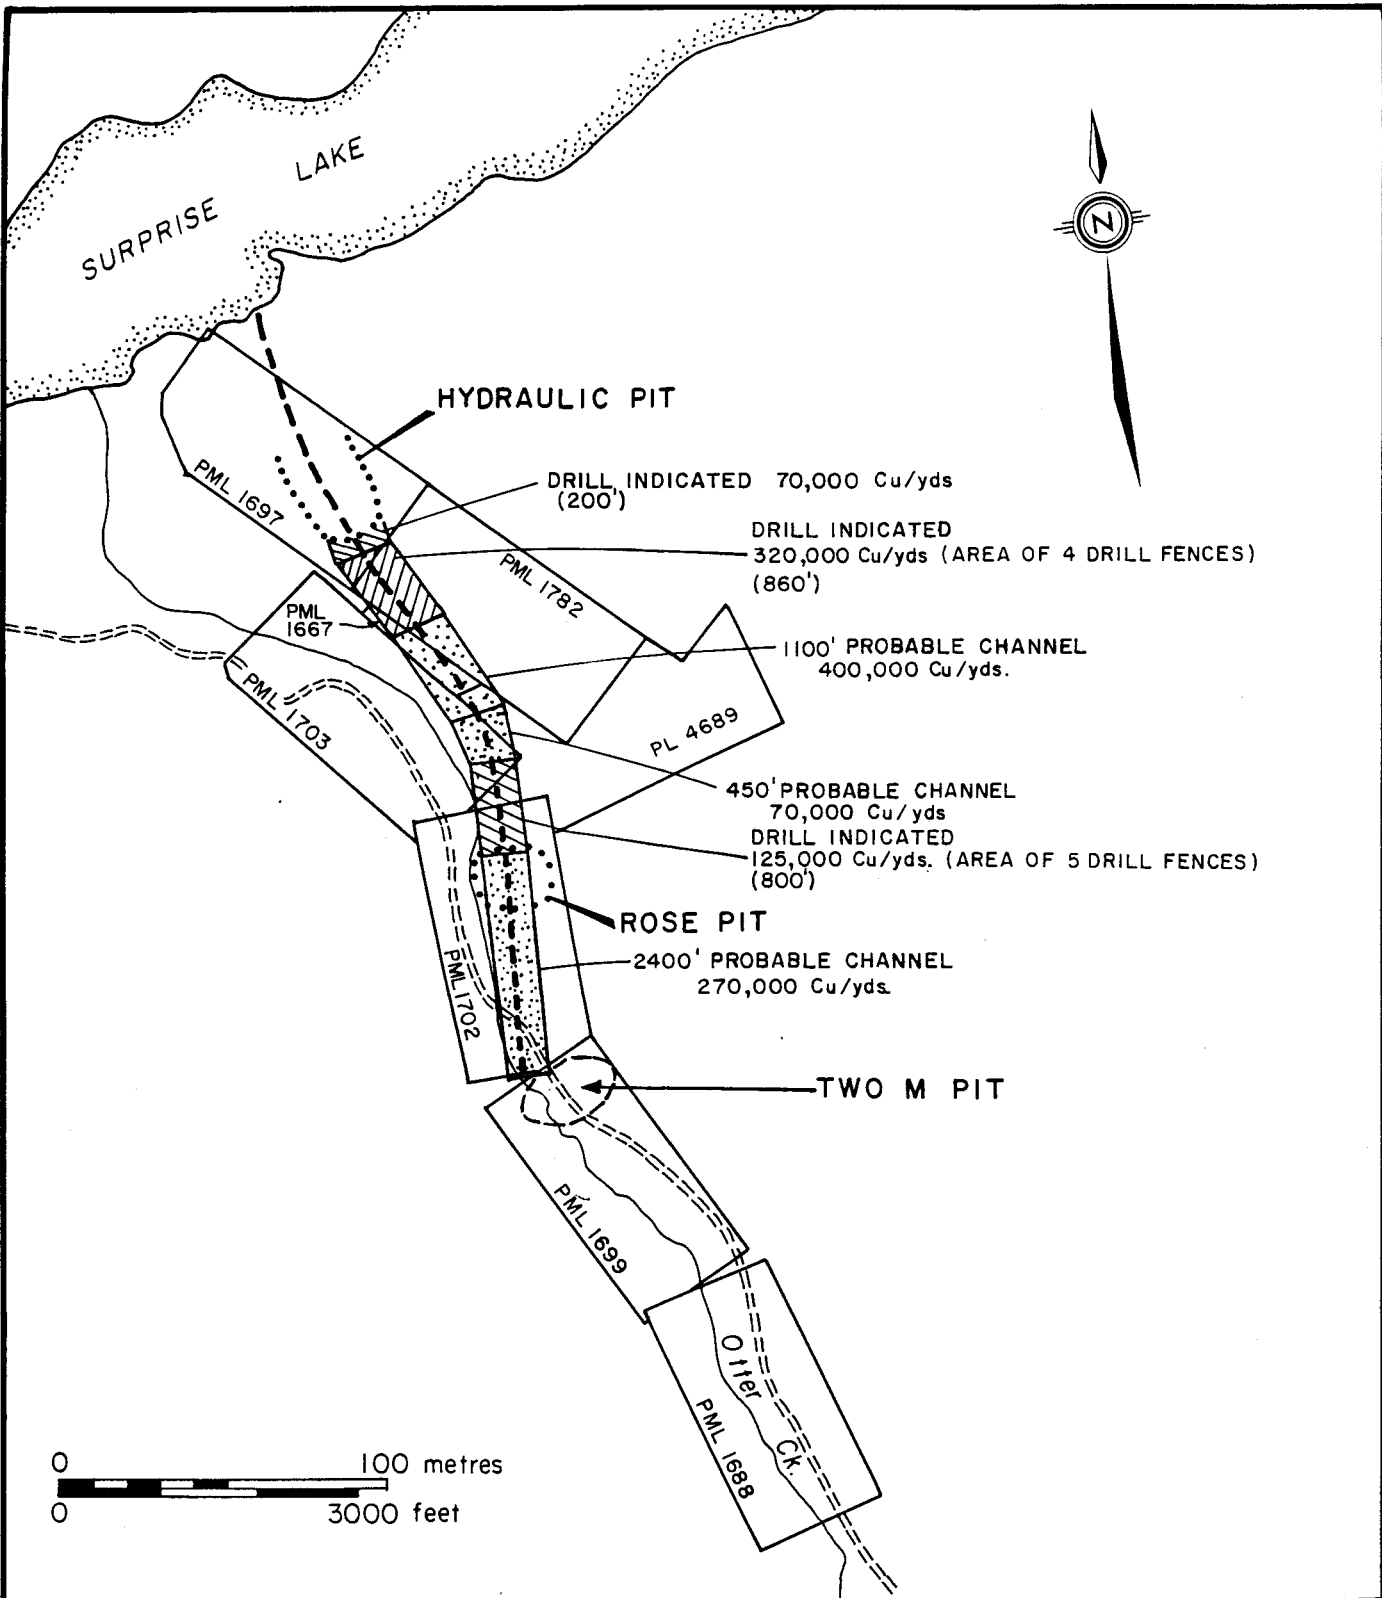 LAKE
SURPRISE
N
HYDRAULIC PIT
PML 1697
DRILL INDICATED 70,000 Cu/yds
(200')
DRILL INDICATED
320,000 Cu/yds (AREA OF 4 DRILL FENCES)
(860')
PML 1782
PML
1667
1100' PROBABLE CHANNEL
400,000 Cu/yds.
PML 1703
PL 4689
450' PROBABLE CHANNEL
70,000 Cu/yds
DRILL INDICATED
125,000 Cu/yds. (AREA OF 5 DRILL FENCES)
(800')
ROSE PIT
2400' PROBABLE CHANNEL
270,000 Cu/yds.
PML 1702
TWO M PIT
PML 1699
Otter Ck.
PML 1688
0 100 metres
0 3000 feet